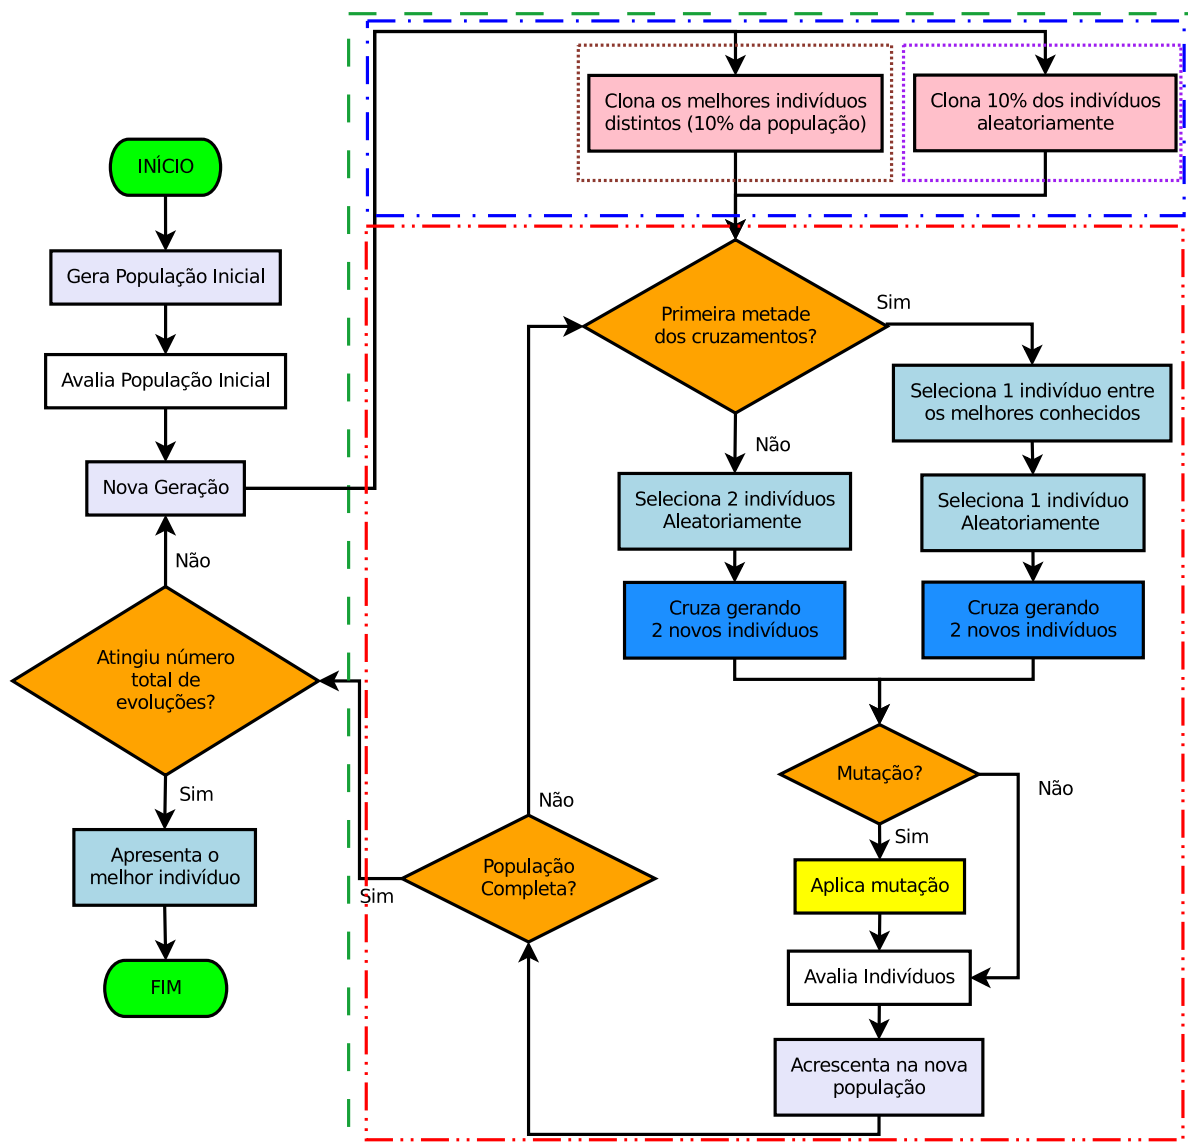 INÍCIO
Gera População Inicial
Avalia População Inicial
Nova Geração
Não
Atingiu número
total de
evoluções?
Sim
Apresenta o
melhor indivíduo
FIM
Clona os melhores indivíduos
distintos (10% da população)
Clona 10% dos indivíduos
aleatoriamente
Primeira metade
dos cruzamentos?
Sim
Não
Seleciona 1 indivíduo entre
os melhores conhecidos
Seleciona 2 indivíduos
Aleatoriamente
Seleciona 1 indivíduo
Aleatoriamente
Cruza gerando
2 novos indivíduos
Cruza gerando
2 novos indivíduos
Mutação?
Não
Sim
Aplica mutação
Avalia Indivíduos
Acrescenta na nova
população
População
Completa?
Não
Sim